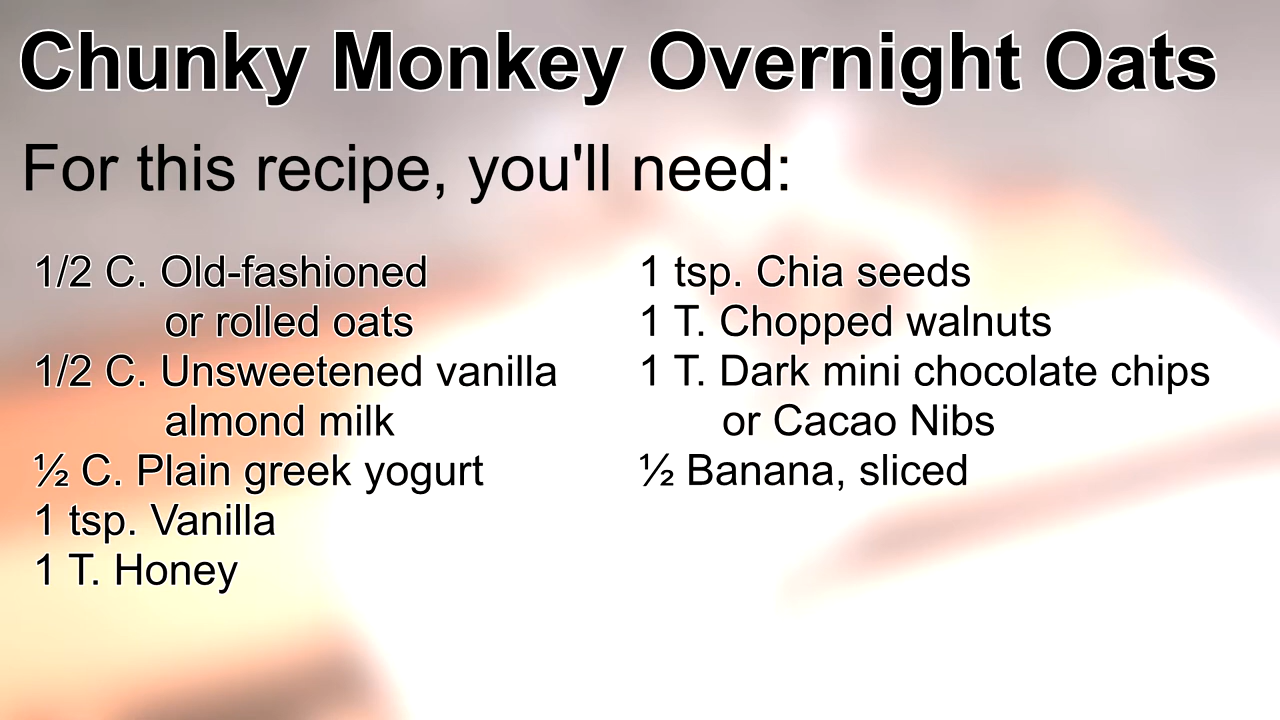 Chunky Monkey Overnight Oats
For this recipe, you'll need:
1/2 C. Old-fashioned
or rolled oats
1/2 C. Unsweetened vanilla
almond milk
½ C. Plain greek yogurt
1 tsp. Vanilla
1 T. Honey
1 tsp. Chia seeds
1 T. Chopped walnuts
1 T. Dark mini chocolate chips
or Cacao Nibs
½ Banana, sliced